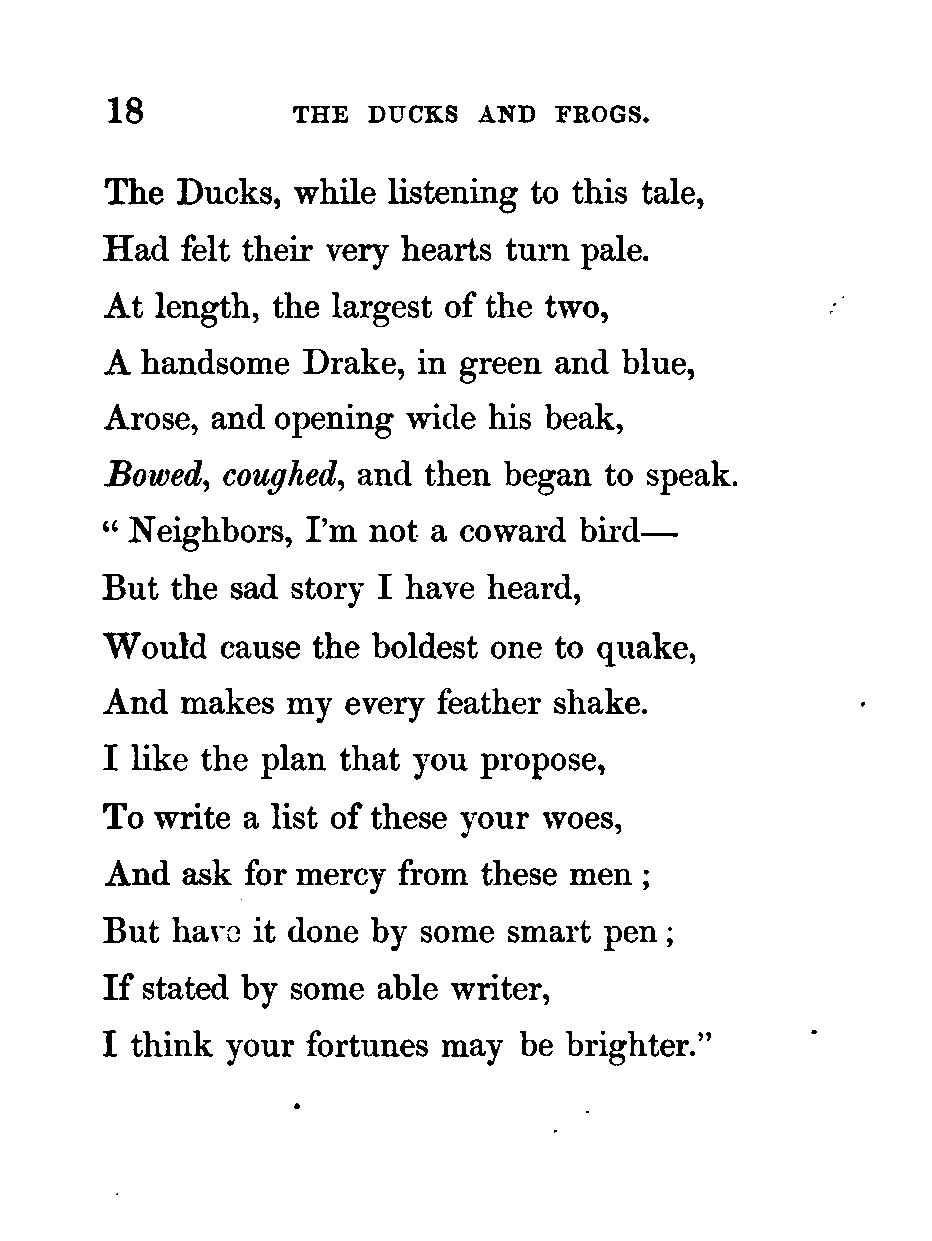 18 THE DUCKS AND FROGS.
The Ducks, while listening to this tale,
Had felt their very hearts turn pale.
At length, the largest of the two,
A handsome Drake, in green and blue,
Arose, and opening wide his beak,
Bowed, coughed, and then began to speak.
“ Neighbors, I’m not a coward bird—
But the sad story I have heard,
Would cause the boldest one to quake,
And makes my every feather shake.
I like the plan that you propose,
To write a list of these your woes,
And ask for mercy from these men ;
But have it done by some smart pen ;
If stated by some able writer,
I think your fortunes may be brighter.”